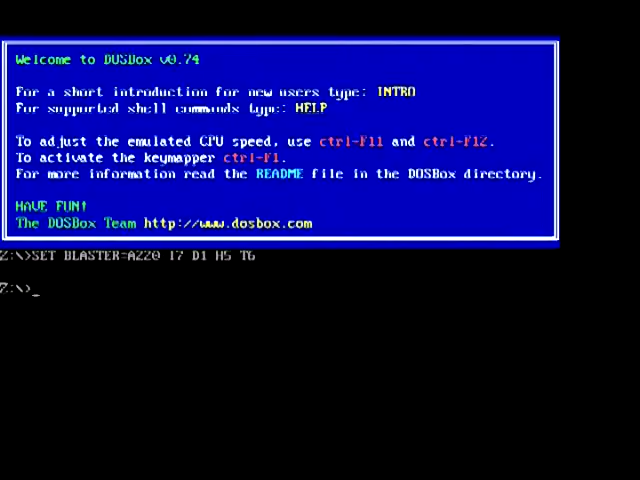 Welcome to DOSBox v0.74
For a short introduction for new users type: INTRO
For supported shell commands type: HELP
To adjust the emulated CPU speed, use ctrl-F11 and ctrl-F12.
To activate the keymapper ctrl-F1.
For more information read the README file in the DOSBox directory.
HAVE FUN!
The DOSBox Team http://www.dosbox.com
Z:\>SET BLASTER=A220 I7 D1 H5 T6
Z:\>_